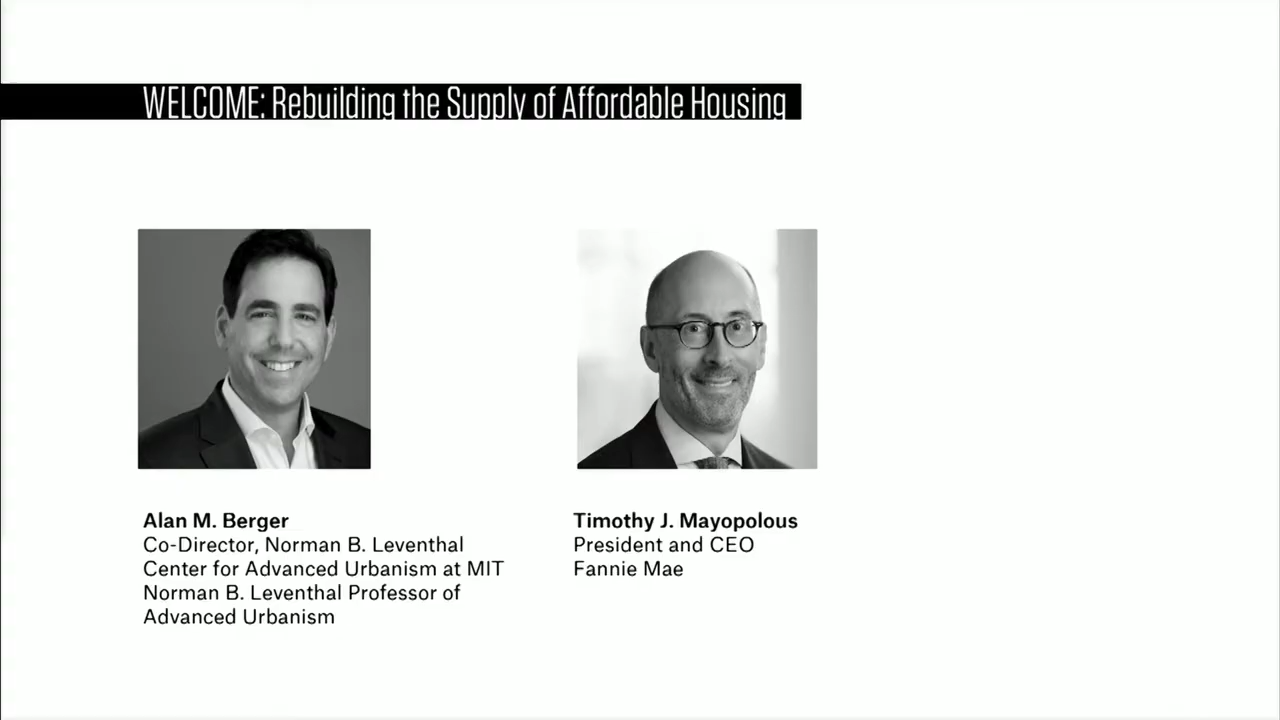 WELCOME: Rebuilding the Supply of Affordable Housing
Alan M. Berger
Co-Director, Norman B. Leventhal
Center for Advanced Urbanism at MIT
Norman B. Leventhal Professor of
Advanced Urbanism
Timothy J. Mayopolous
President and CEO
Fannie Mae